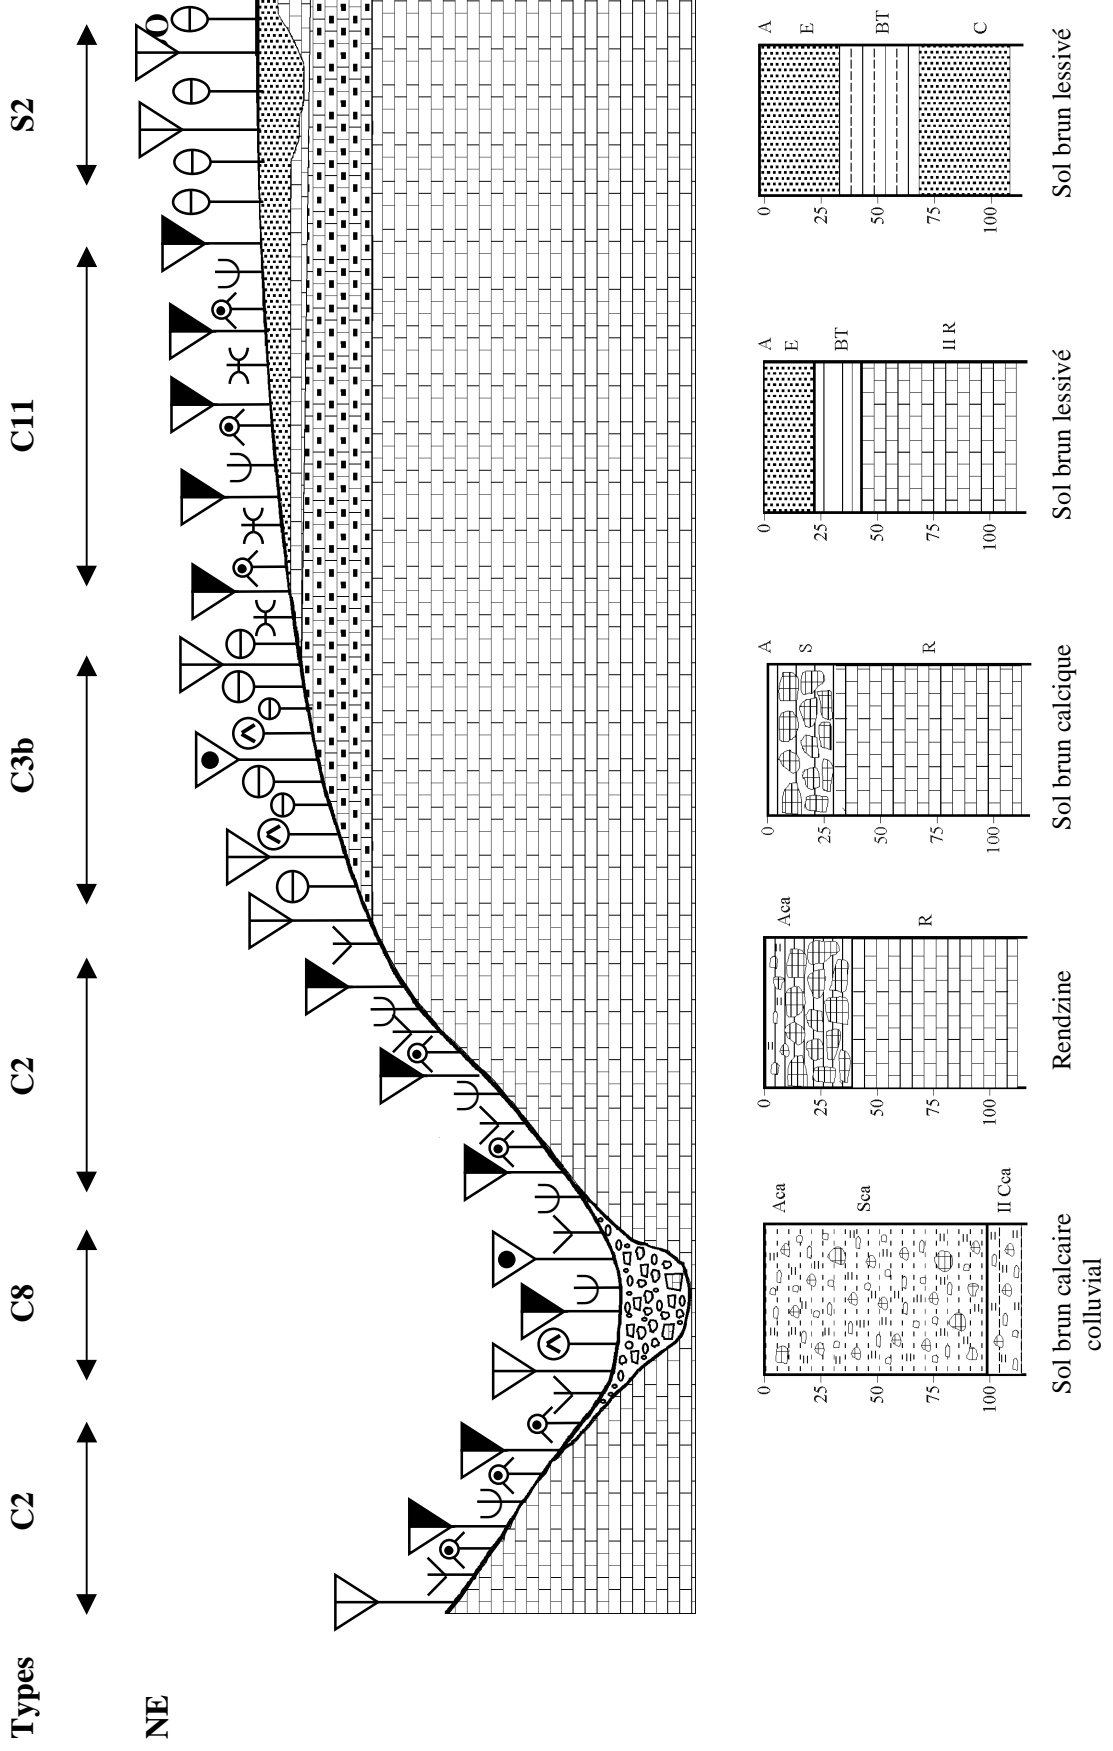 Types C2 C8 C2 C3b C11 S2
NE O
0
25
50
75
100
Aca
Sca
II Cca
Sol brun calcaire
colluvial
0
25
50
75
100
Aca
R
Rendzine
0
25
50
75
100
A
S
R
Sol brun calcique
0
25
50
75
100
A
E
BT
II R
Sol brun lessivé
0
25
50
75
100
A
E
BT
C
Sol brun lessivé